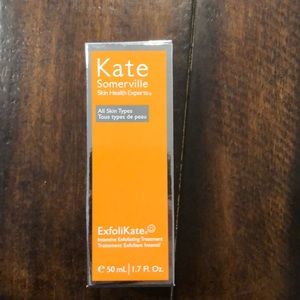 Kate
Somerville
Skin Health Experts
All Skin Types
Tous types de peau
ExfoliKate
Intensive Exfoliating Treatment
Traitement Exfoliant Intensif
℮ 50 mL | 1.7 Fl. Oz.